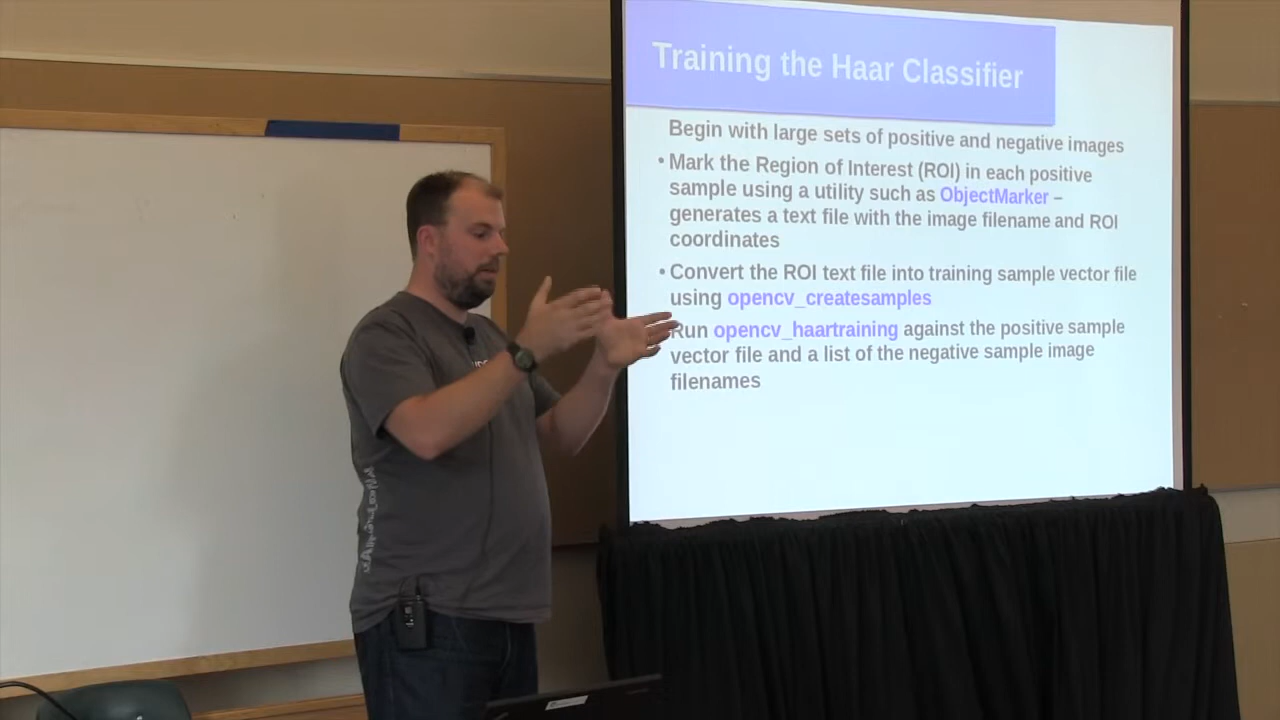 Training the Haar Classifier
Begin with large sets of positive and negative images
• Mark the Region of Interest (ROI) in each positive
sample using a utility such as ObjectMarker –
generates a text file with the image filename and ROI
coordinates
• Convert the ROI text file into training sample vector file
using opencv_createsamples
Run opencv_haartraining against the positive sample
vector file and a list of the negative sample image
filenames